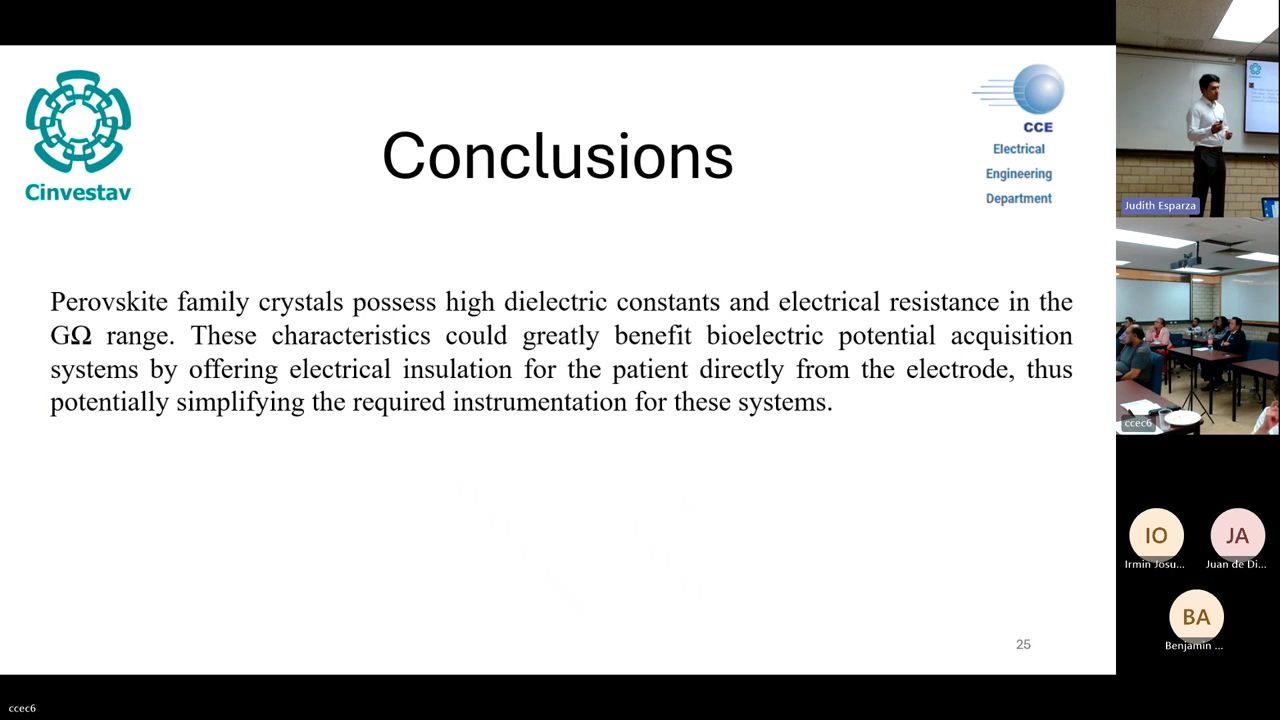 Cinvestav
Conclusions
CCE
Electrical
Engineering
Department
Perovskite family crystals possess high dielectric constants and electrical resistance in the
GΩ range. These characteristics could greatly benefit bioelectric potential acquisition
systems by offering electrical insulation for the patient directly from the electrode, thus
potentially simplifying the required instrumentation for these systems.
25
ccec6
Judith Esparza
ccec6
IO
Irmin Josu...
JA
Juan de Di...
BA
Benjamin ...